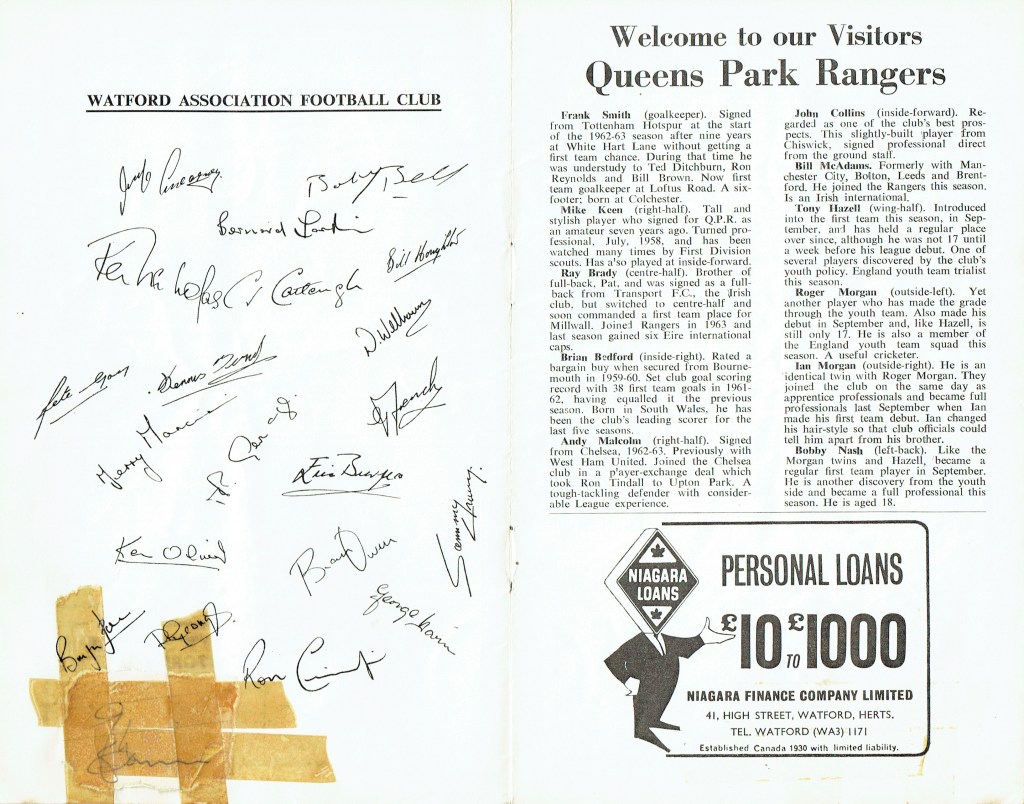 WATFORD ASSOCIATION FOOTBALL CLUB
Bobby Bell
Bernard Larkin
Bill Houghton
Ken Nicholas
D Welbourne
Dennis Bond
G French
Eric Burgess
Sammy
Brian Owen
George Harris
Ron
Welcome to our Visitors
Queens Park Rangers
Frank Smith (goalkeeper). Signed
from Tottenham Hotspur at the start
of the 1962-63 season after nine years
at White Hart Lane without getting a
first team chance. During that time he
was understudy to Ted Ditchburn, Ron
Reynolds and Bill Brown. Now first
team goalkeeper at Loftus Road. A six-
footer; born at Colchester.
Mike Keen (right-half). Tall and
stylish player who signed for Q.P.R. as
an amateur seven years ago. Turned pro-
fessional, July, 1958, and has been
watched many times by First Division
scouts. Has also played at inside-forward.
Ray Brady (centre-half). Brother of
full-back, Pat, and was signed as a full-
back from Transport F.C., the Irish
club, but switched to centre-half and
soon commanded a first team place for
Millwall. Joined Rangers in 1963 and
last season gained six Eire international
caps.
Brian Bedford (inside-right). Rated a
bargain buy when secured from Bourne-
mouth in 1959-60. Set club goal scoring
record with 38 first team goals in 1961-
62, having equalled it the previous
season. Born in South Wales, he has
been the club's leading scorer for the
last five seasons.
Andy Malcolm (right-half). Signed
from Chelsea, 1962-63. Previously with
West Ham United. Joined the Chelsea
club in a player-exchange deal which
took Ron Tindall to Upton Park. A
tough-tackling defender with consider-
able League experience.
John Collins (inside-forward). Re-
garded as one of the club's best pros-
pects. This slightly-built player from
Chiswick, signed professional direct
from the ground staff.
Bill McAdams. Formerly with Man-
chester City, Bolton, Leeds and Brent-
ford. He joined the Rangers this season.
Is an Irish international.
Tony Hazell (wing-half). Introduced
into the first team this season, in Sep-
tember, and has held a regular place
over since, although he was not 17 until
a week before his league debut. One of
several players discovered by the club's
youth policy. England youth team trialist
this season.
Roger Morgan (outside-left). Yet
another player who has made the grade
through the youth team. Also made his
debut in September and, like Hazell, is
still only 17. He is also a member of
the England youth team squad this
season. A useful cricketer.
Ian Morgan (outside-right). He is an
identical twin with Roger Morgan. They
joined the club on the same day as
apprentice professionals and became full
professionals last September when Ian
made his first team debut. Ian changed
his hair-style so that club officials could
tell him apart from his brother.
Bobby Nash (left-back). Like the
Morgan twins and Hazell, became a
regular first team player in September.
He is another discovery from the youth
side and became a full professional this
season. He is aged 18.
NIAGARA
LOANS
PERSONAL LOANS
£10 TO £1000
NIAGARA FINANCE COMPANY LIMITED
41, HIGH STREET, WATFORD, HERTS.
TEL. WATFORD (WA3) 1171
Established Canada 1930 with limited liability.